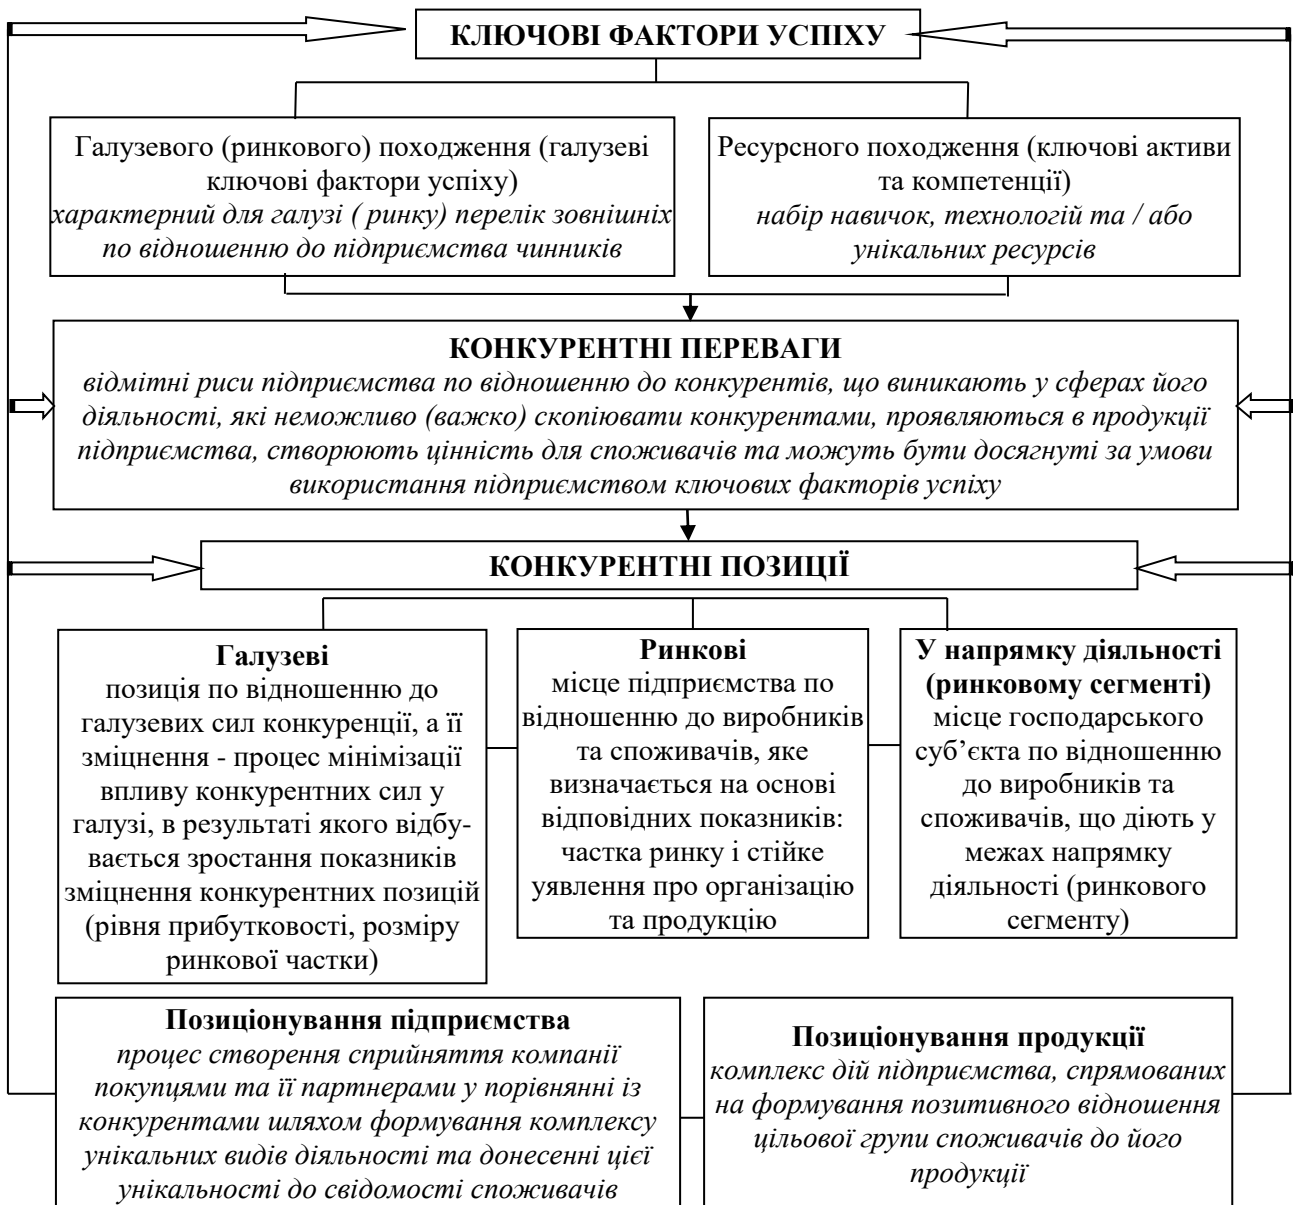 КЛЮЧОВІ ФАКТОРИ УСПІХУ
Галузевого (ринкового) походження (галузеві
ключові фактори успіху)
характерний для галузі ( ринку) перелік зовнішніх
по відношенню до підприємства чинників
Ресурсного походження (ключові активи
та компетенції)
набір навичок, технологій та / або
унікальних ресурсів
КОНКУРЕНТНІ ПЕРЕВАГИ
відмітні риси підприємства по відношенню до конкурентів, що виникають у сферах його
діяльності, які неможливо (важко) скопіювати конкурентами, проявляються в продукції
підприємства, створюють цінність для споживачів та можуть бути досягнуті за умови
використання підприємством ключових факторів успіху
КОНКУРЕНТНІ ПОЗИЦІЇ
Галузеві
позиція по відношенню до
галузевих сил конкуренції, а її
зміцнення - процес мінімізації
впливу конкурентних сил у
галузі, в результаті якого відбу-
вається зростання показників
зміцнення конкурентних позицій
(рівня прибутковості, розміру
ринкової частки)
Ринкові
місце підприємства по
відношенню до виробників
та споживачів, яке
визначається на основі
відповідних показників:
частка ринку і стійке
уявлення про організацію
та продукцію
У напрямку діяльності
(ринковому сегменті)
місце господарського
суб’єкта по відношенню
до виробників та
споживачів, що діють у
межах напрямку
діяльності (ринкового
сегменту)
Позиціонування підприємства
процес створення сприйняття компанії
покупцями та її партнерами у порівнянні із
конкурентами шляхом формування комплексу
унікальних видів діяльності та донесенні цієї
унікальності до свідомості споживачів
Позиціонування продукції
комплекс дій підприємства, спрямованих
на формування позитивного відношення
цільової групи споживачів до його
продукції